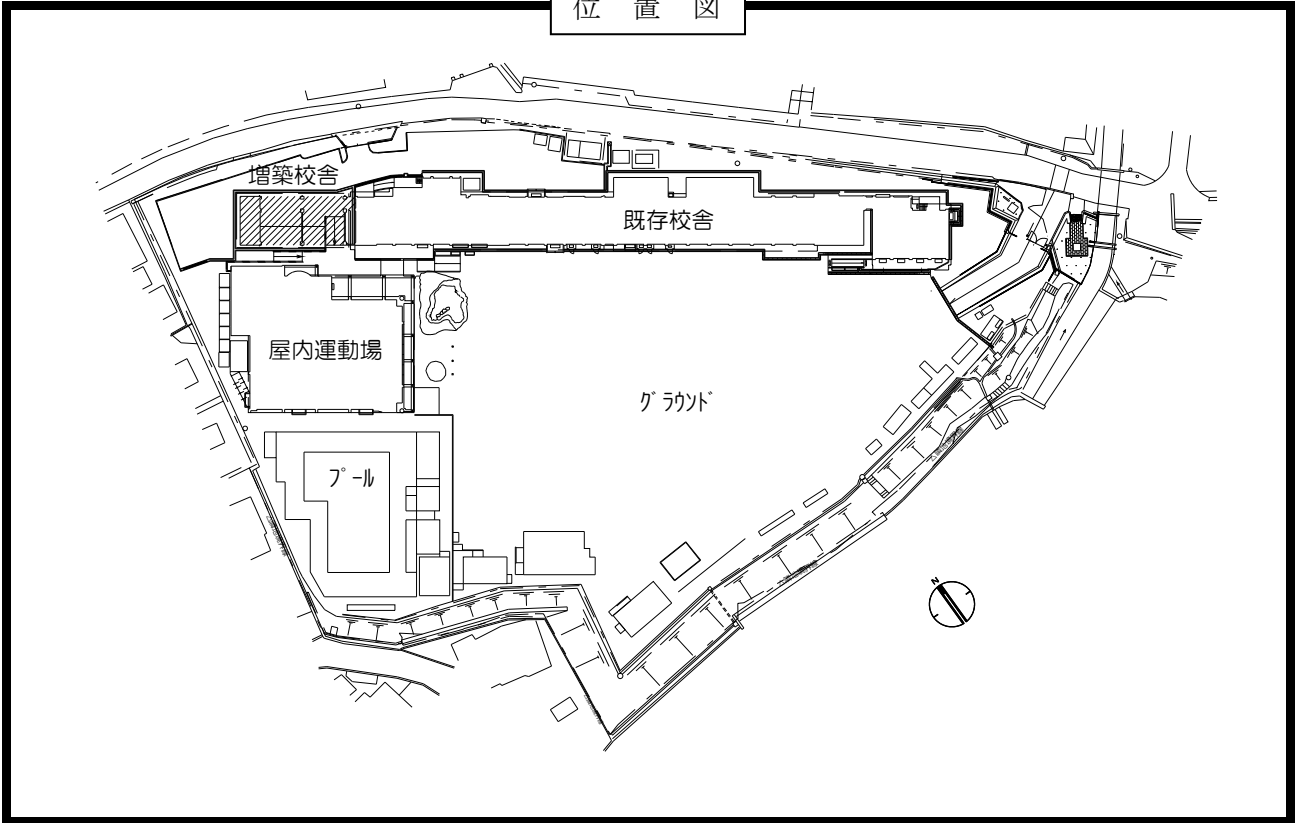 位 置 図
増築校舎
既存校舎
屋内運動場
ｸﾞﾗｳﾝﾄﾞ
ﾌﾟｰﾙ
N